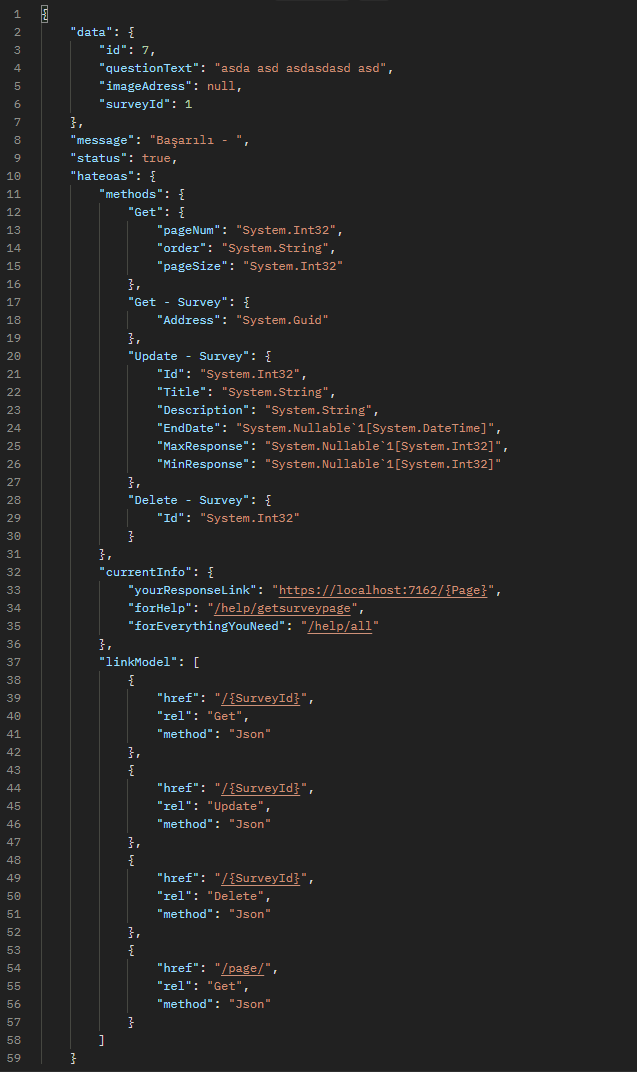 1 {
2     "data": {
3         "id": 7,
4         "questionText": "asda asd asdasdasd asd",
5         "imageAdress": null,
6         "surveyId": 1
7     },
8     "message": "Başarılı - ",
9     "status": true,
10     "hateoas": {
11         "methods": {
12             "Get": {
13                 "pageNum": "System.Int32",
14                 "order": "System.String",
15                 "pageSize": "System.Int32"
16             },
17             "Get - Survey": {
18                 "Address": "System.Guid"
19             },
20             "Update - Survey": {
21                 "Id": "System.Int32",
22                 "Title": "System.String",
23                 "Description": "System.String",
24                 "EndDate": "System.Nullable`1[System.DateTime]",
25                 "MaxResponse": "System.Nullable`1[System.Int32]",
26                 "MinResponse": "System.Nullable`1[System.Int32]"
27             },
28             "Delete - Survey": {
29                 "Id": "System.Int32"
30             }
31         },
32         "currentInfo": {
33             "yourResponseLink": "https://localhost:7162/{Page}",
34             "forHelp": "/help/getsurveypage",
35             "forEverythingYouNeed": "/help/all"
36         },
37         "linkModel": [
38             {
39                 "href": "/{SurveyId}",
40                 "rel": "Get",
41                 "method": "Json"
42             },
43             {
44                 "href": "/{SurveyId}",
45                 "rel": "Update",
46                 "method": "Json"
47             },
48             {
49                 "href": "/{SurveyId}",
50                 "rel": "Delete",
51                 "method": "Json"
52             },
53             {
54                 "href": "/page/",
55                 "rel": "Get",
56                 "method": "Json"
57             }
58         ]
59     }